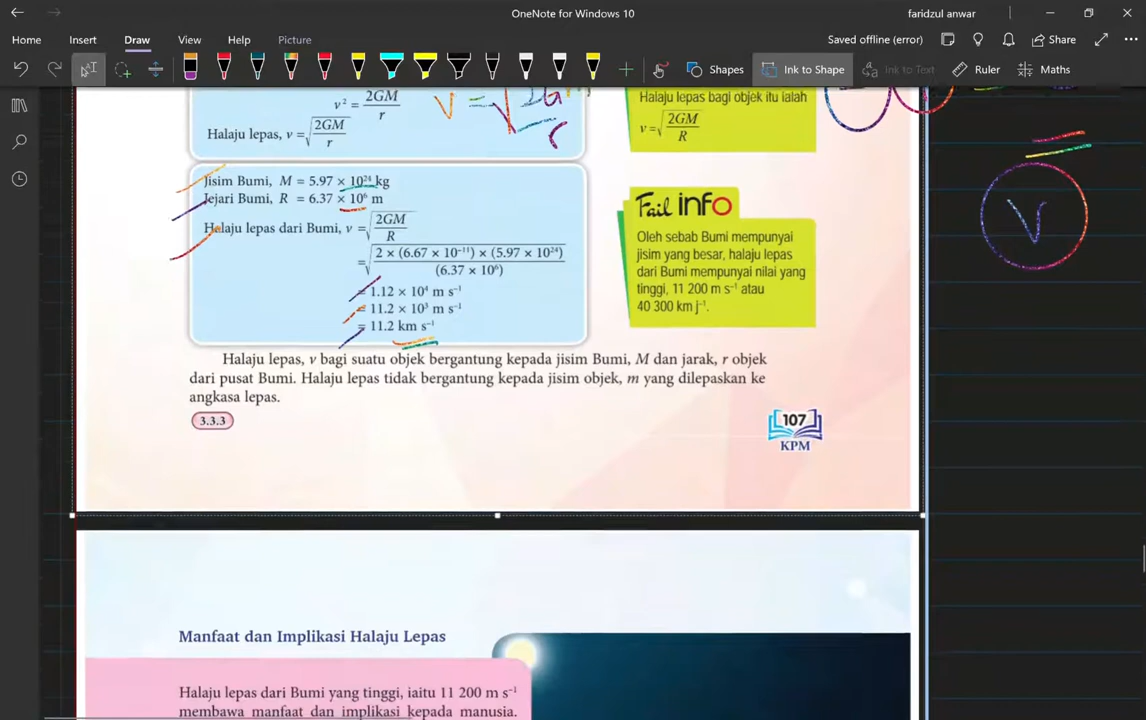 OneNote for Windows 10
faridzul anwar
Home
Insert
Draw
View
Help
Picture
Saved offline (error)
Share
Shapes
Ink to Shape
Ink to Text
Ruler
Maths
v² = 2GM / r
Halaju lepas, v = √(2GM / r)
V = √
r
Halaju lepas bagi objek itu ialah
v = √(2GM / R)
Jisim Bumi, M = 5.97 × 10²⁴ kg
Jejari Bumi, R = 6.37 × 10⁶ m
Halaju lepas dari Bumi, v = √(2GM / R)
= √(2 × (6.67 × 10⁻¹¹) × (5.97 × 10²⁴) / (6.37 × 10⁶))
= 1.12 × 10⁴ m s⁻¹
= 11.2 × 10³ m s⁻¹
= 11.2 km s⁻¹
Fail info
Oleh sebab Bumi mempunyai
jisim yang besar, halaju lepas
dari Bumi mempunyai nilai yang
tinggi, 11 200 m s⁻¹ atau
40 300 km j⁻¹.
V
Halaju lepas, v bagi suatu objek bergantung kepada jisim Bumi, M dan jarak, r objek
dari pusat Bumi. Halaju lepas tidak bergantung kepada jisim objek, m yang dilepaskan ke
angkasa lepas.
3.3.3
107
KPM
Manfaat dan Implikasi Halaju Lepas
Halaju lepas dari Bumi yang tinggi, iaitu 11 200 m s⁻¹
membawa manfaat dan implikasi kepada manusia.